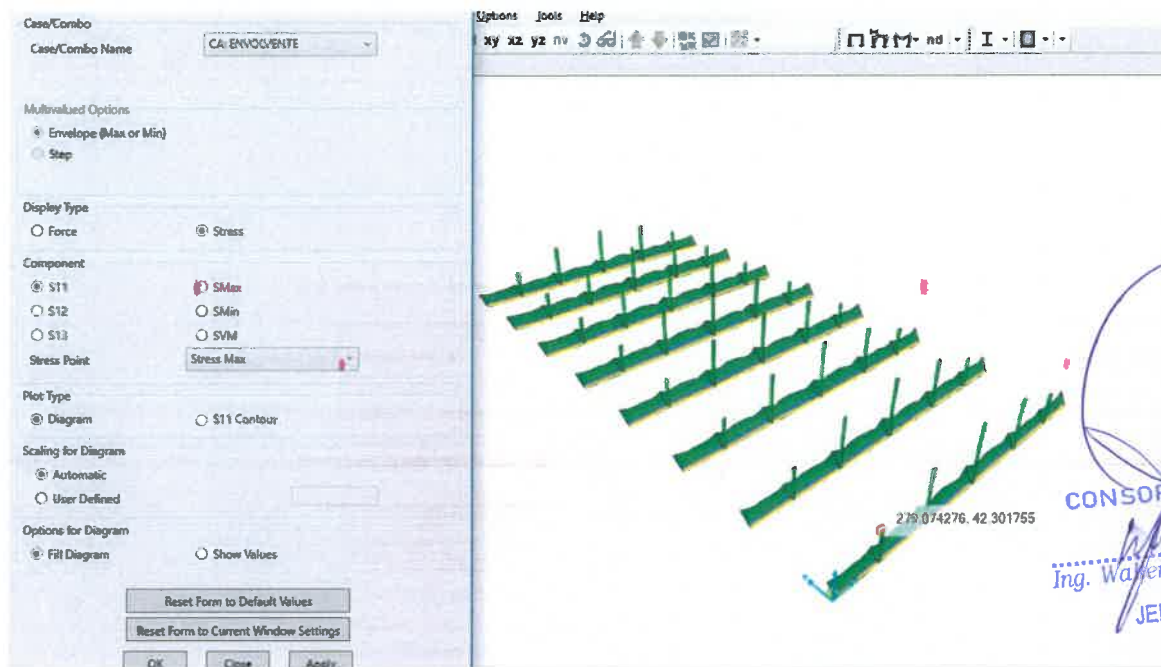 Case/Combo
Case/Combo Name
CA: ENVOLVENTE
Multivalued Options
Envelope (Max or Min)
Step
Display Type
Force
Stress
Component
S11
SMax
S12
SMin
S13
SVM
Stress Point
Stress Max
Plot Type
Diagram
S11 Contour
Scaling for Diagram
Automatic
User Defined
Options for Diagram
Fill Diagram
Show Values
Reset Form to Default Values
Reset Form to Current Window Settings
OK
Close
Apply
Options Tools Help
xy xz yz nv
nd
279.074276, 42.301755
CONSOR
Ing.